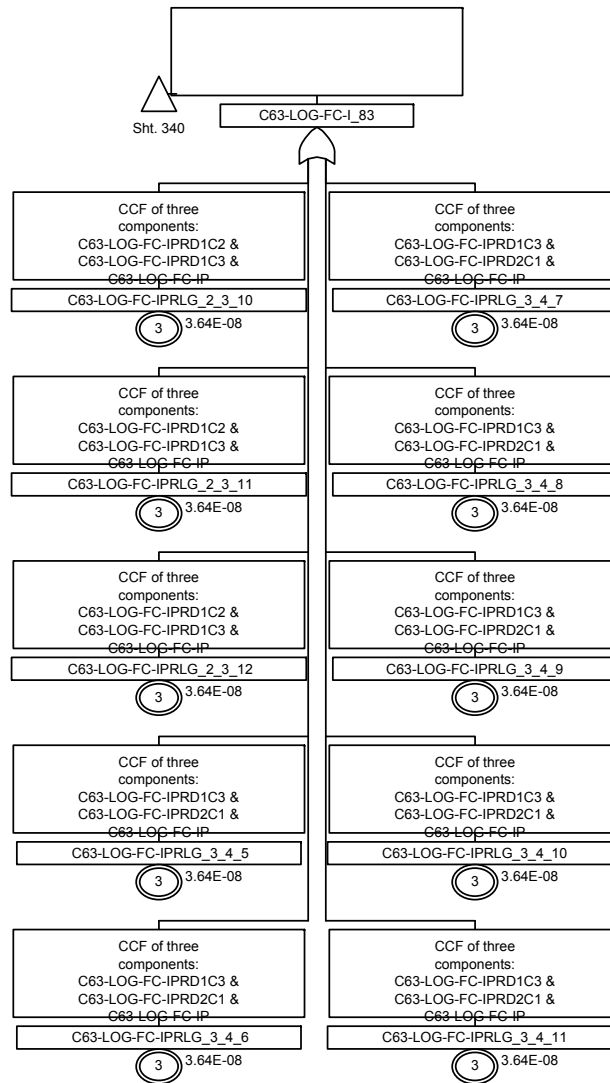 C63-LOG-FC-I_83
Sht. 340
CCF of three
components:
C63-LOG-FC-IPRD1C2 &
C63-LOG-FC-IPRD1C3 &
C63-LOG-FC-IP
C63-LOG-FC-IPRLG_2_3_10
3
3.64E-08
CCF of three
components:
C63-LOG-FC-IPRD1C3 &
C63-LOG-FC-IPRD2C1 &
C63-LOG-FC-IP
C63-LOG-FC-IPRLG_3_4_7
3
3.64E-08
CCF of three
components:
C63-LOG-FC-IPRD1C2 &
C63-LOG-FC-IPRD1C3 &
C63-LOG-FC-IP
C63-LOG-FC-IPRLG_2_3_11
3
3.64E-08
CCF of three
components:
C63-LOG-FC-IPRD1C3 &
C63-LOG-FC-IPRD2C1 &
C63-LOG-FC-IP
C63-LOG-FC-IPRLG_3_4_8
3
3.64E-08
CCF of three
components:
C63-LOG-FC-IPRD1C2 &
C63-LOG-FC-IPRD1C3 &
C63-LOG-FC-IP
C63-LOG-FC-IPRLG_2_3_12
3
3.64E-08
CCF of three
components:
C63-LOG-FC-IPRD1C3 &
C63-LOG-FC-IPRD2C1 &
C63-LOG-FC-IP
C63-LOG-FC-IPRLG_3_4_9
3
3.64E-08
CCF of three
components:
C63-LOG-FC-IPRD1C3 &
C63-LOG-FC-IPRD2C1 &
C63-LOG-FC-IP
C63-LOG-FC-IPRLG_3_4_5
3
3.64E-08
CCF of three
components:
C63-LOG-FC-IPRD1C3 &
C63-LOG-FC-IPRD2C1 &
C63-LOG-FC-IP
C63-LOG-FC-IPRLG_3_4_10
3
3.64E-08
CCF of three
components:
C63-LOG-FC-IPRD1C3 &
C63-LOG-FC-IPRD2C1 &
C63-LOG-FC-IP
C63-LOG-FC-IPRLG_3_4_6
3
3.64E-08
CCF of three
components:
C63-LOG-FC-IPRD1C3 &
C63-LOG-FC-IPRD2C1 &
C63-LOG-FC-IP
C63-LOG-FC-IPRLG_3_4_11
3
3.64E-08